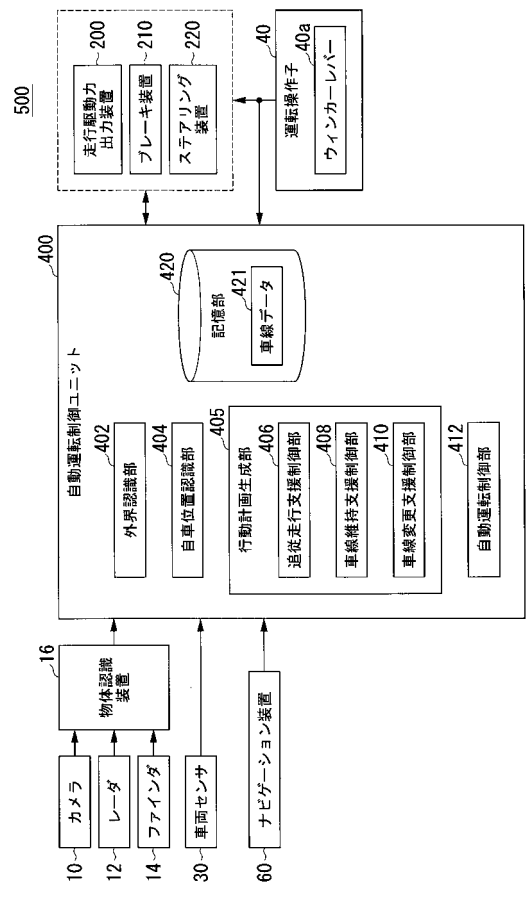 500
10
カメラ
12
レーダ
14
ファインダ
16
物体認識
装置
30
車両センサ
60
ナビゲーション装置
400
自動運転制御ユニット
402
外界認識部
404
自車位置認識部
405
行動計画生成部
406
追従走行支援制御部
408
車線維持支援制御部
410
車線変更支援制御部
412
自動運転制御部
420
記憶部
421
車線データ
200
走行駆動力
出力装置
210
ブレーキ装置
220
ステアリング
装置
40
運転操作子
40a
ウィンカーレバー